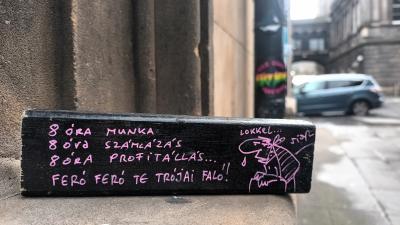 8 ÓRA MUNKA
8 ÓRA SZÁMLÁZÁS
8 ÓRA PROFITÁLLÁS...
FERÓ FERÓ TE TRÓJAI FALÓ!!
LOKKEL...